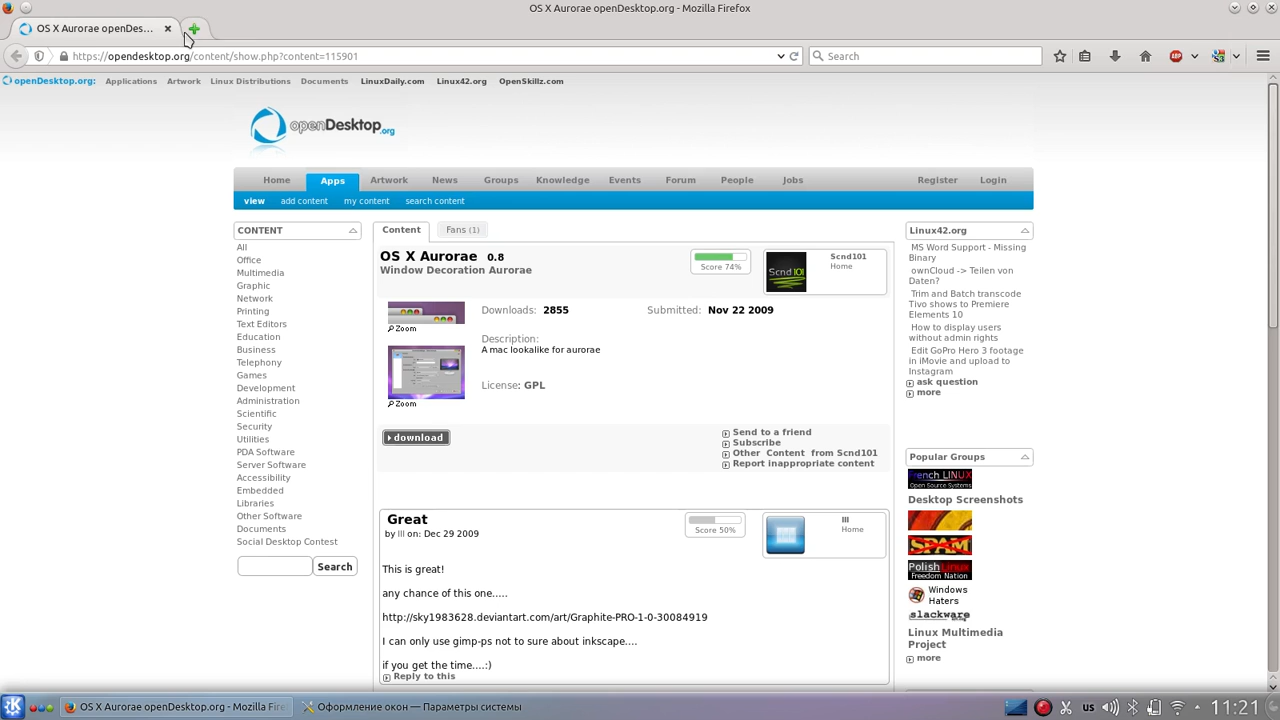 OS X Aurorae openDesktop.org - Mozilla Firefox
OS X Aurorae openDes...
https://opendesktop.org/content/show.php?content=115901
Search
ABP
openDesktop.org:
Applications
Artwork
Linux Distributions
Documents
LinuxDaily.com
Linux42.org
OpenSkillz.com
openDesktop.org
Home
Apps
Artwork
News
Groups
Knowledge
Events
Forum
People
Jobs
Register
Login
view
add content
my content
search content
CONTENT
All
Office
Multimedia
Graphic
Network
Printing
Text Editors
Education
Business
Telephony
Games
Development
Administration
Scientific
Security
Utilities
PDA Software
Server Software
Accessibility
Embedded
Libraries
Other Software
Documents
Social Desktop Contest
Search
Content
Fans (1)
OS X Aurorae 0.8
Window Decoration Aurorae
Score 74%
Scnd101
Scnd101
Home
Zoom
Zoom
Downloads: 2855
Submitted: Nov 22 2009
Description:
A mac lookalike for aurorae
License: GPL
download
Send to a friend
Subscribe
Other Content from Scnd101
Report inappropriate content
Great
by lll on: Dec 29 2009
Score 50%
lll
Home
This is great!
any chance of this one.....
http://sky1983628.deviantart.com/art/Graphite-PRO-1-0-30084919
I can only use gimp-ps not to sure about inkscape....
if you get the time....:)
Reply to this
Linux42.org
MS Word Support - Missing
Binary
ownCloud -> Teilen von
Daten?
Trim and Batch transcode
Tivo shows to Premiere
Elements 10
How to display users
without admin rights
Edit GoPro Hero 3 footage
in iMovie and upload to
Instagram
ask question
more
Popular Groups
French LINUX
Open Source Systems
Desktop Screenshots
SPAM
Polish Linux
Freedom Nation
Windows
Haters
slackware
Linux Multimedia
Project
more
OS X Aurorae openDesktop.org - Mozilla Fire
Оформление окон — Параметры системы
us
11:21